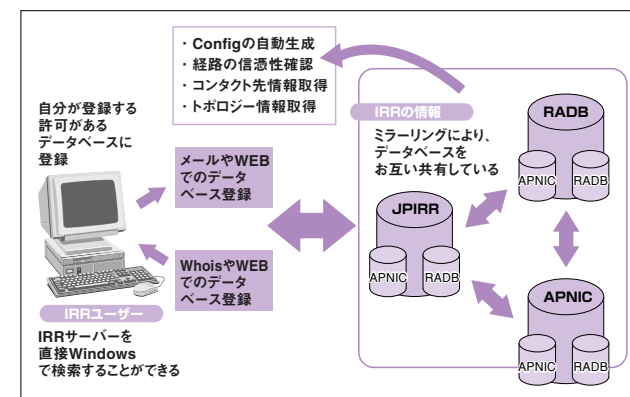 ・Configの自動生成
・経路の信憑性確認
・コンタクト先情報取得
・トポロジー情報取得
自分が登録する
許可がある
データベースに
登録
メールやWEB
でのデータ
ベース登録
WhoisやWEB
でのデータ
ベース登録
IRRユーザー
IRRサーバーを
直接Windows
で検索することができる
IRRの情報
ミラーリングにより、
データベースを
お互い共有している
JPIRR
APNIC
RADB
RADB
APNIC
RADB
APNIC
APNIC
RADB